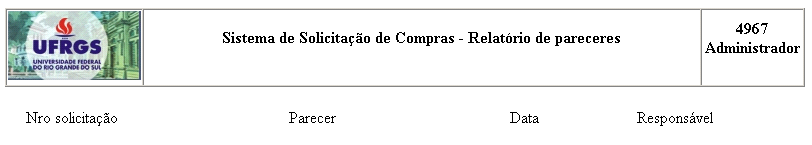 UFRGS
UNIVERSIDADE FEDERAL
DO RIO GRANDE DO SUL
Sistema de Solicitação de Compras - Relatório de pareceres
4967
Administrador
Nro solicitação Parecer Data Responsável